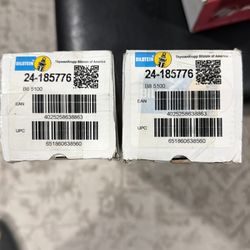 BILSTEIN
ThyssenKrupp Bilstein of America
24-185776
B8 5100
EAN
4025258638863
UPC
651860638560
BILSTEIN
ThyssenKrupp Bilstein of America
24-185776
B8 5100
EAN
4025258638863
UPC
651860638560